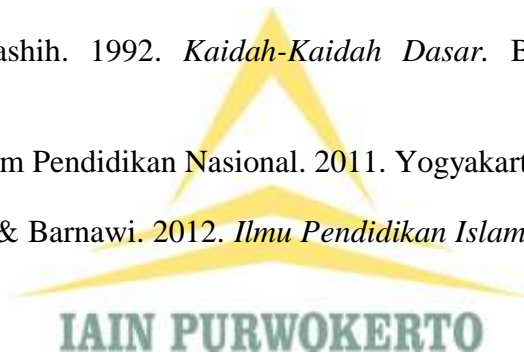 ashih. 1992. Kaidah-Kaidah Dasar. B
m Pendidikan Nasional. 2011. Yogyakart
& Barnawi. 2012. Ilmu Pendidikan Islam
IAIN PURWOKERTO